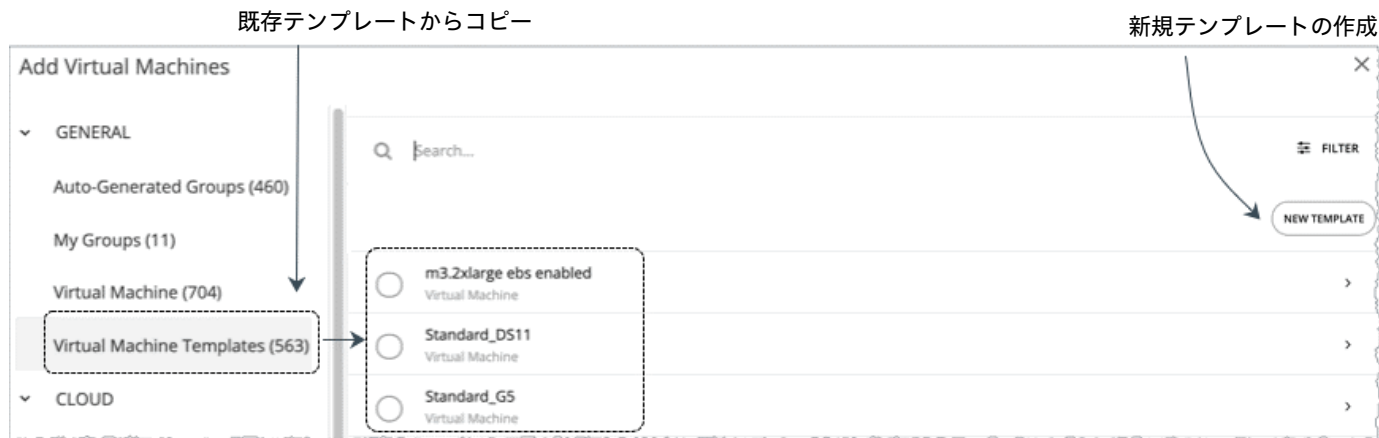 既存テンプレートからコピー
新規テンプレートの作成
Add Virtual Machines
GENERAL
Search...
FILTER
Auto-Generated Groups (460)
NEW TEMPLATE
My Groups (11)
m3.2xlarge ebs enabled
Virtual Machine
Virtual Machine (704)
Standard_DS11
Virtual Machine
Virtual Machine Templates (563)
Standard_G5
Virtual Machine
CLOUD